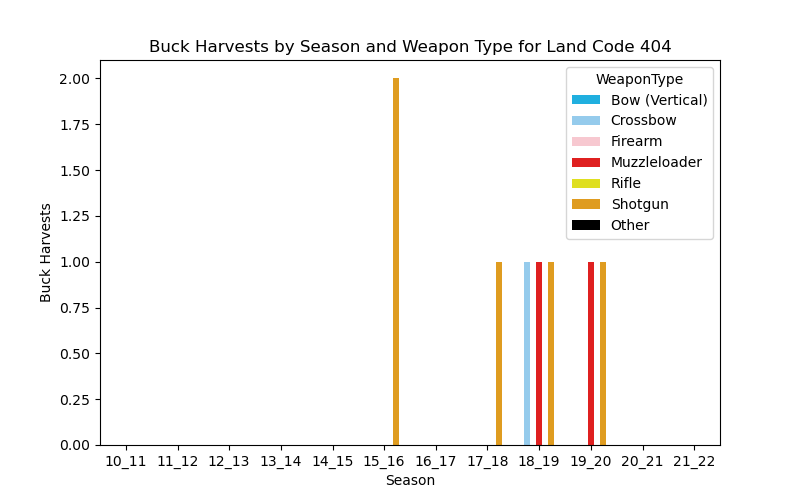 Buck Harvests by Season and Weapon Type for Land Code 404
WeaponType
Bow (Vertical)
Crossbow
Firearm
Muzzleloader
Rifle
Shotgun
Other
Buck Harvests
2.00
1.75
1.50
1.25
1.00
0.75
0.50
0.25
0.00
10_11 11_12 12_13 13_14 14_15 15_16 16_17 17_18 18_19 19_20 20_21 21_22
Season